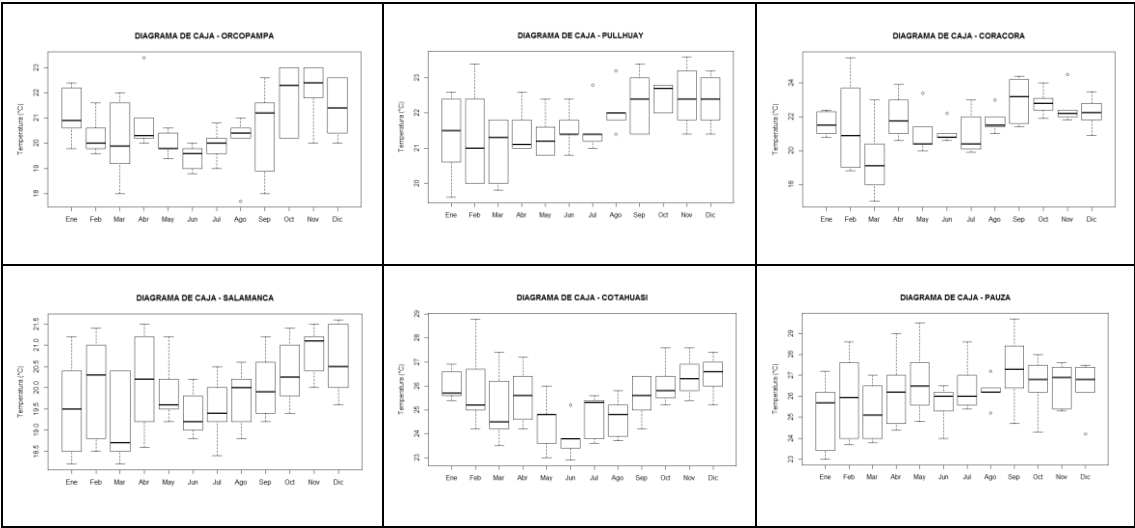 DIAGRAMA DE CAJA - ORCOPAMPA
Temperatura (°C)
23
22
21
20
19
18
Ene Feb Mar Abr May Jun Jul Ago Sep Oct Nov Dic
DIAGRAMA DE CAJA - PULLHUAY
Temperatura (°C)
23
22
21
20
Ene Feb Mar Abr May Jun Jul Ago Sep Oct Nov Dic
DIAGRAMA DE CAJA - CORACORA
Temperatura (°C)
24
22
20
18
Ene Feb Mar Abr May Jun Jul Ago Sep Oct Nov Dic
DIAGRAMA DE CAJA - SALAMANCA
Temperatura (°C)
21.5
21.0
20.5
20.0
19.5
19.0
18.5
Ene Feb Mar Abr May Jun Jul Ago Sep Oct Nov Dic
DIAGRAMA DE CAJA - COTAHUASI
Temperatura (°C)
29
28
27
26
25
24
23
Ene Feb Mar Abr May Jun Jul Ago Sep Oct Nov Dic
DIAGRAMA DE CAJA - PAUZA
Temperatura (°C)
29
28
27
26
25
24
23
Ene Feb Mar Abr May Jun Jul Ago Sep Oct Nov Dic